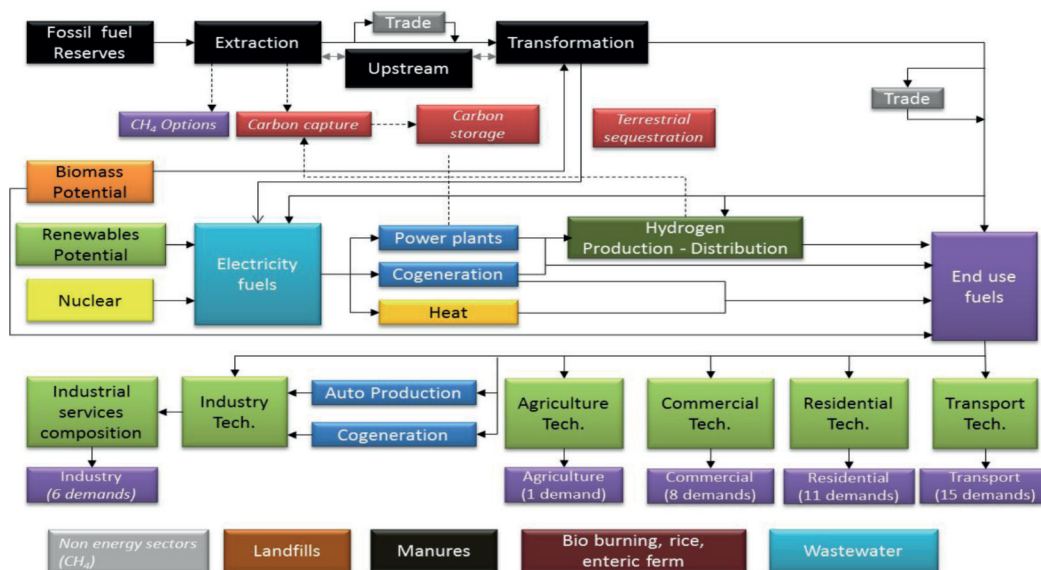 Fossil fuel
Reserves
Extraction
Trade
Transformation
Upstream
Trade
CH4 Options
Carbon capture
Carbon
storage
Terrestrial
sequestration
Biomass
Potential
Renewables
Potential
Nuclear
Electricity
fuels
Power plants
Cogeneration
Heat
Hydrogen
Production - Distribution
End use
fuels
Industrial
services
composition
Industry
Tech.
Auto Production
Cogeneration
Agriculture
Tech.
Commercial
Tech.
Residential
Tech.
Transport
Tech.
Industry
(6 demands)
Agriculture
(1 demand)
Commercial
(8 demands)
Residential
(11 demands)
Transport
(15 demands)
Non energy sectors
(CH4)
Landfills
Manures
Bio burning, rice,
enteric ferm
Wastewater